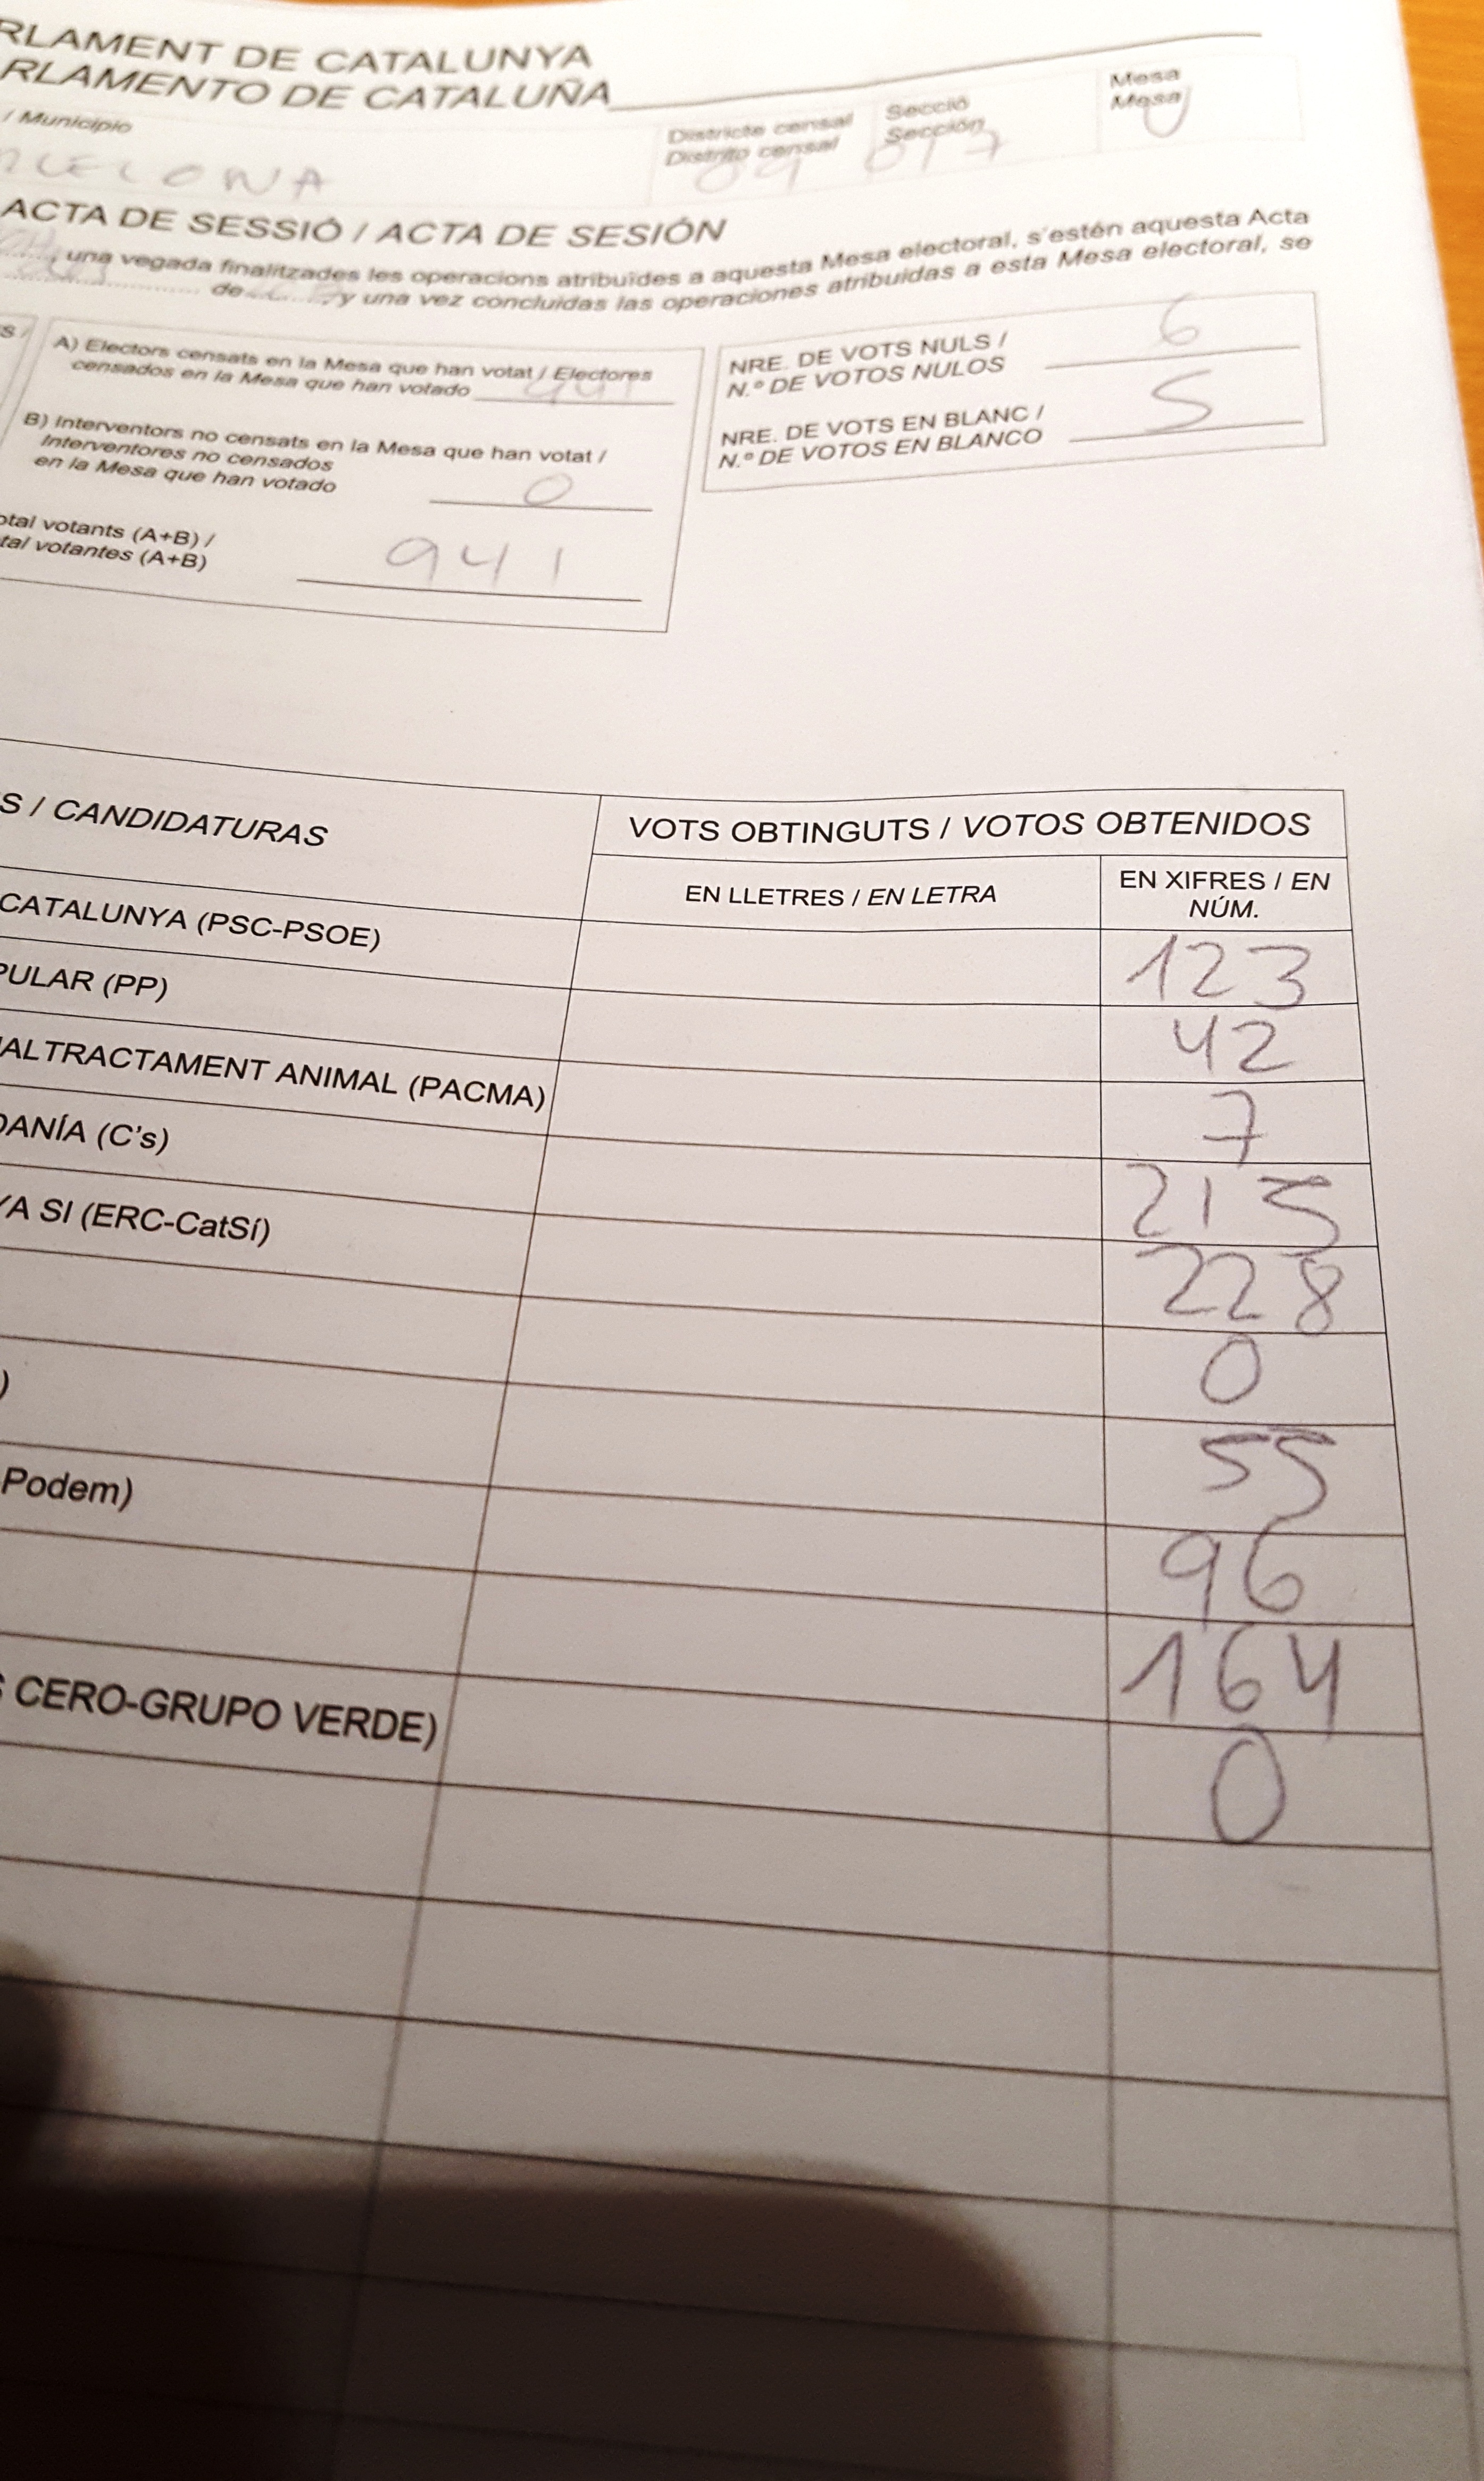 RLAMENT DE CATALUNYA
RLAMENTO DE CATALUÑA
/ Municipio
Districte censal
Distrito censal
09
Secció
Sección
017
Mesa
Mesa
U
RCELONA
ACTA DE SESSIÓ / ACTA DE SESIÓN
una vegada finalitzades les operacions atribuïdes a aquesta Mesa electoral, s'estén aquesta Acta
de y una vez concluidas las operaciones atribuidas a esta Mesa electoral, se
A) Electors censats en la Mesa que han votat / Electores
censados en la Mesa que han votado 941
B) Interventors no censats en la Mesa que han votat /
Interventores no censados
en la Mesa que han votado 0
otal votants (A+B) /
tal votantes (A+B) 941
NRE. DE VOTS NULS /
N.º DE VOTOS NULOS 6
NRE. DE VOTS EN BLANC /
N.º DE VOTOS EN BLANCO 5
S / CANDIDATURAS
VOTS OBTINGUTS / VOTOS OBTENIDOS
EN LLETRES / EN LETRA
EN XIFRES / EN
NÚM.
CATALUNYA (PSC-PSOE) 123
PULAR (PP) 42
ALTRACTAMENT ANIMAL (PACMA) 7
DANÍA (C's) 215
YA SI (ERC-CatSí) 228
0
) 55
Podem) 96
164
CERO-GRUPO VERDE) 0